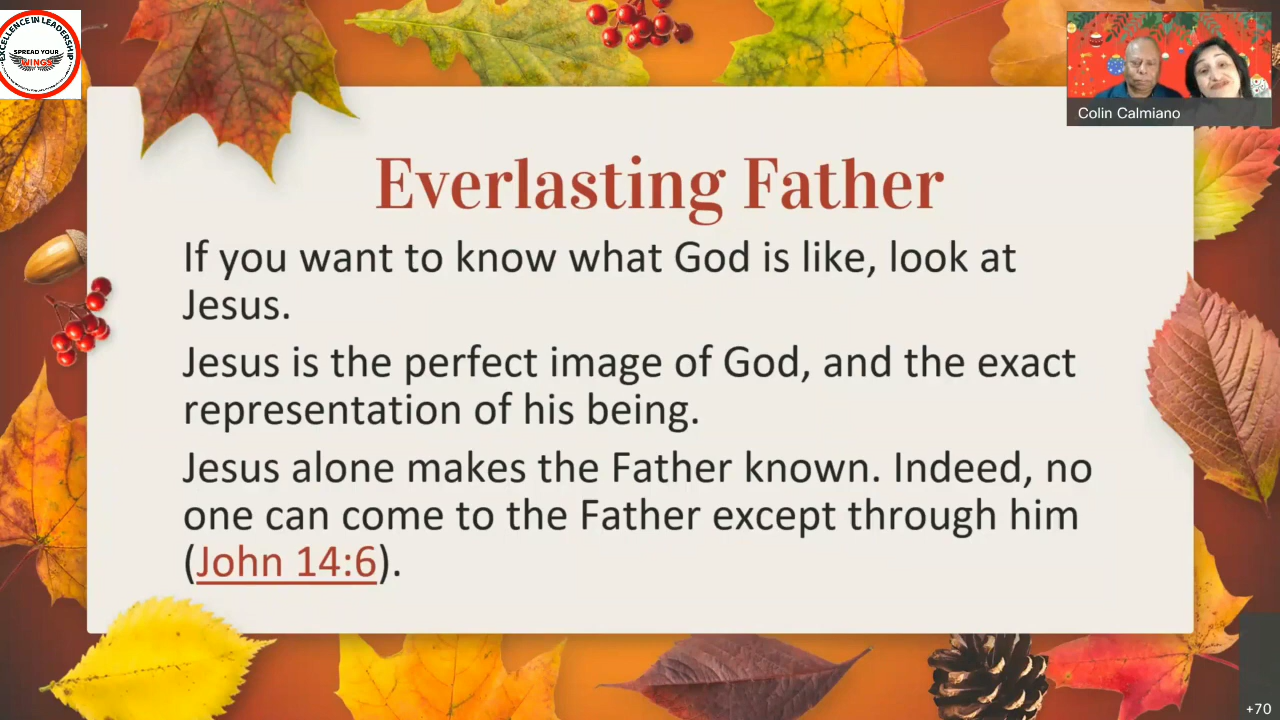 EXCELLENCE IN LEADERSHIP
SPREAD YOUR
WINGS
Colin Calmiano
Everlasting Father
If you want to know what God is like, look at
Jesus.
Jesus is the perfect image of God, and the exact
representation of his being.
Jesus alone makes the Father known. Indeed, no
one can come to the Father except through him
(John 14:6).
+70